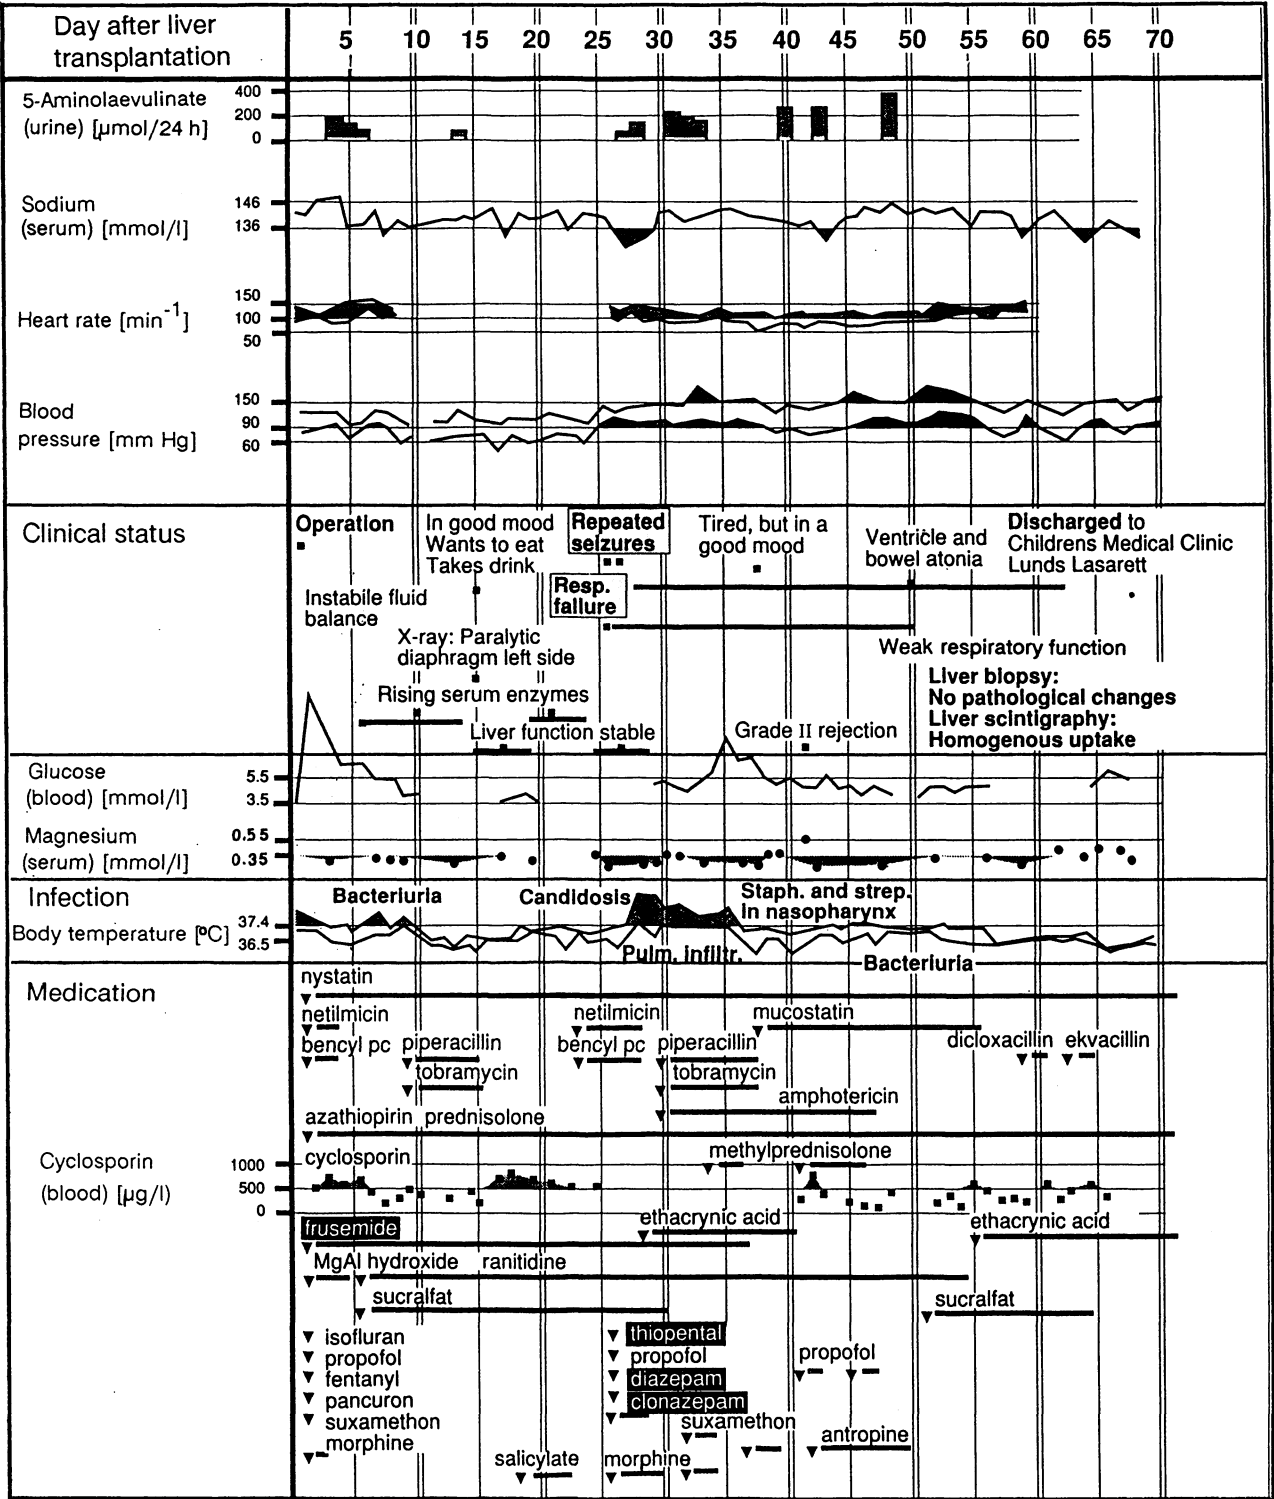 Day after liver
transplantation
5 10 15 20 25 30 35 40 45 50 55 60 65 70
5-Aminolaevulinate
(urine) [µmol/24 h]
400
200
0
Sodium
(serum) [mmol/l]
146
136
Heart rate [min-1]
150
100
50
Blood
pressure [mm Hg]
150
90
60
Clinical status
Operation
In good mood
Wants to eat
Takes drink
Repeated
seizures
Tired, but in a
good mood
Ventricle and
bowel atonia
Discharged to
Childrens Medical Clinic
Lunds Lasarett
Instabile fluid
balance
Resp.
failure
X-ray: Paralytic
diaphragm left side
Weak respiratory function
Rising serum enzymes
Liver biopsy:
No pathological changes
Liver scintigraphy:
Homogenous uptake
Liver function stable
Grade II rejection
Glucose
(blood) [mmol/l]
5.5
3.5
Magnesium
(serum) [mmol/l]
0.55
0.35
Infection
Bacteriuria
Candidosis
Staph. and strep.
in nasopharynx
Body temperature [°C]
37.4
36.5
Pulm. infiltr.
Bacteriuria
Medication
nystatin
netilmicin
netilmicin
mucostatin
bencyl pc
piperacillin
bencyl pc
piperacillin
dicloxacillin
ekvacillin
tobramycin
tobramycin
amphotericin
azathiopirin prednisolone
Cyclosporin
(blood) [µg/l)
1000
500
0
cyclosporin
methylprednisolone
frusemide
ethacrynic acid
ethacrynic acid
MgAl hydroxide
ranitidine
sucralfat
sucralfat
isofluran
propofol
fentanyl
pancuron
suxamethon
morphine
thiopental
propofol
diazepam
clonazepam
propofol
suxamethon
antropine
salicylate
morphine